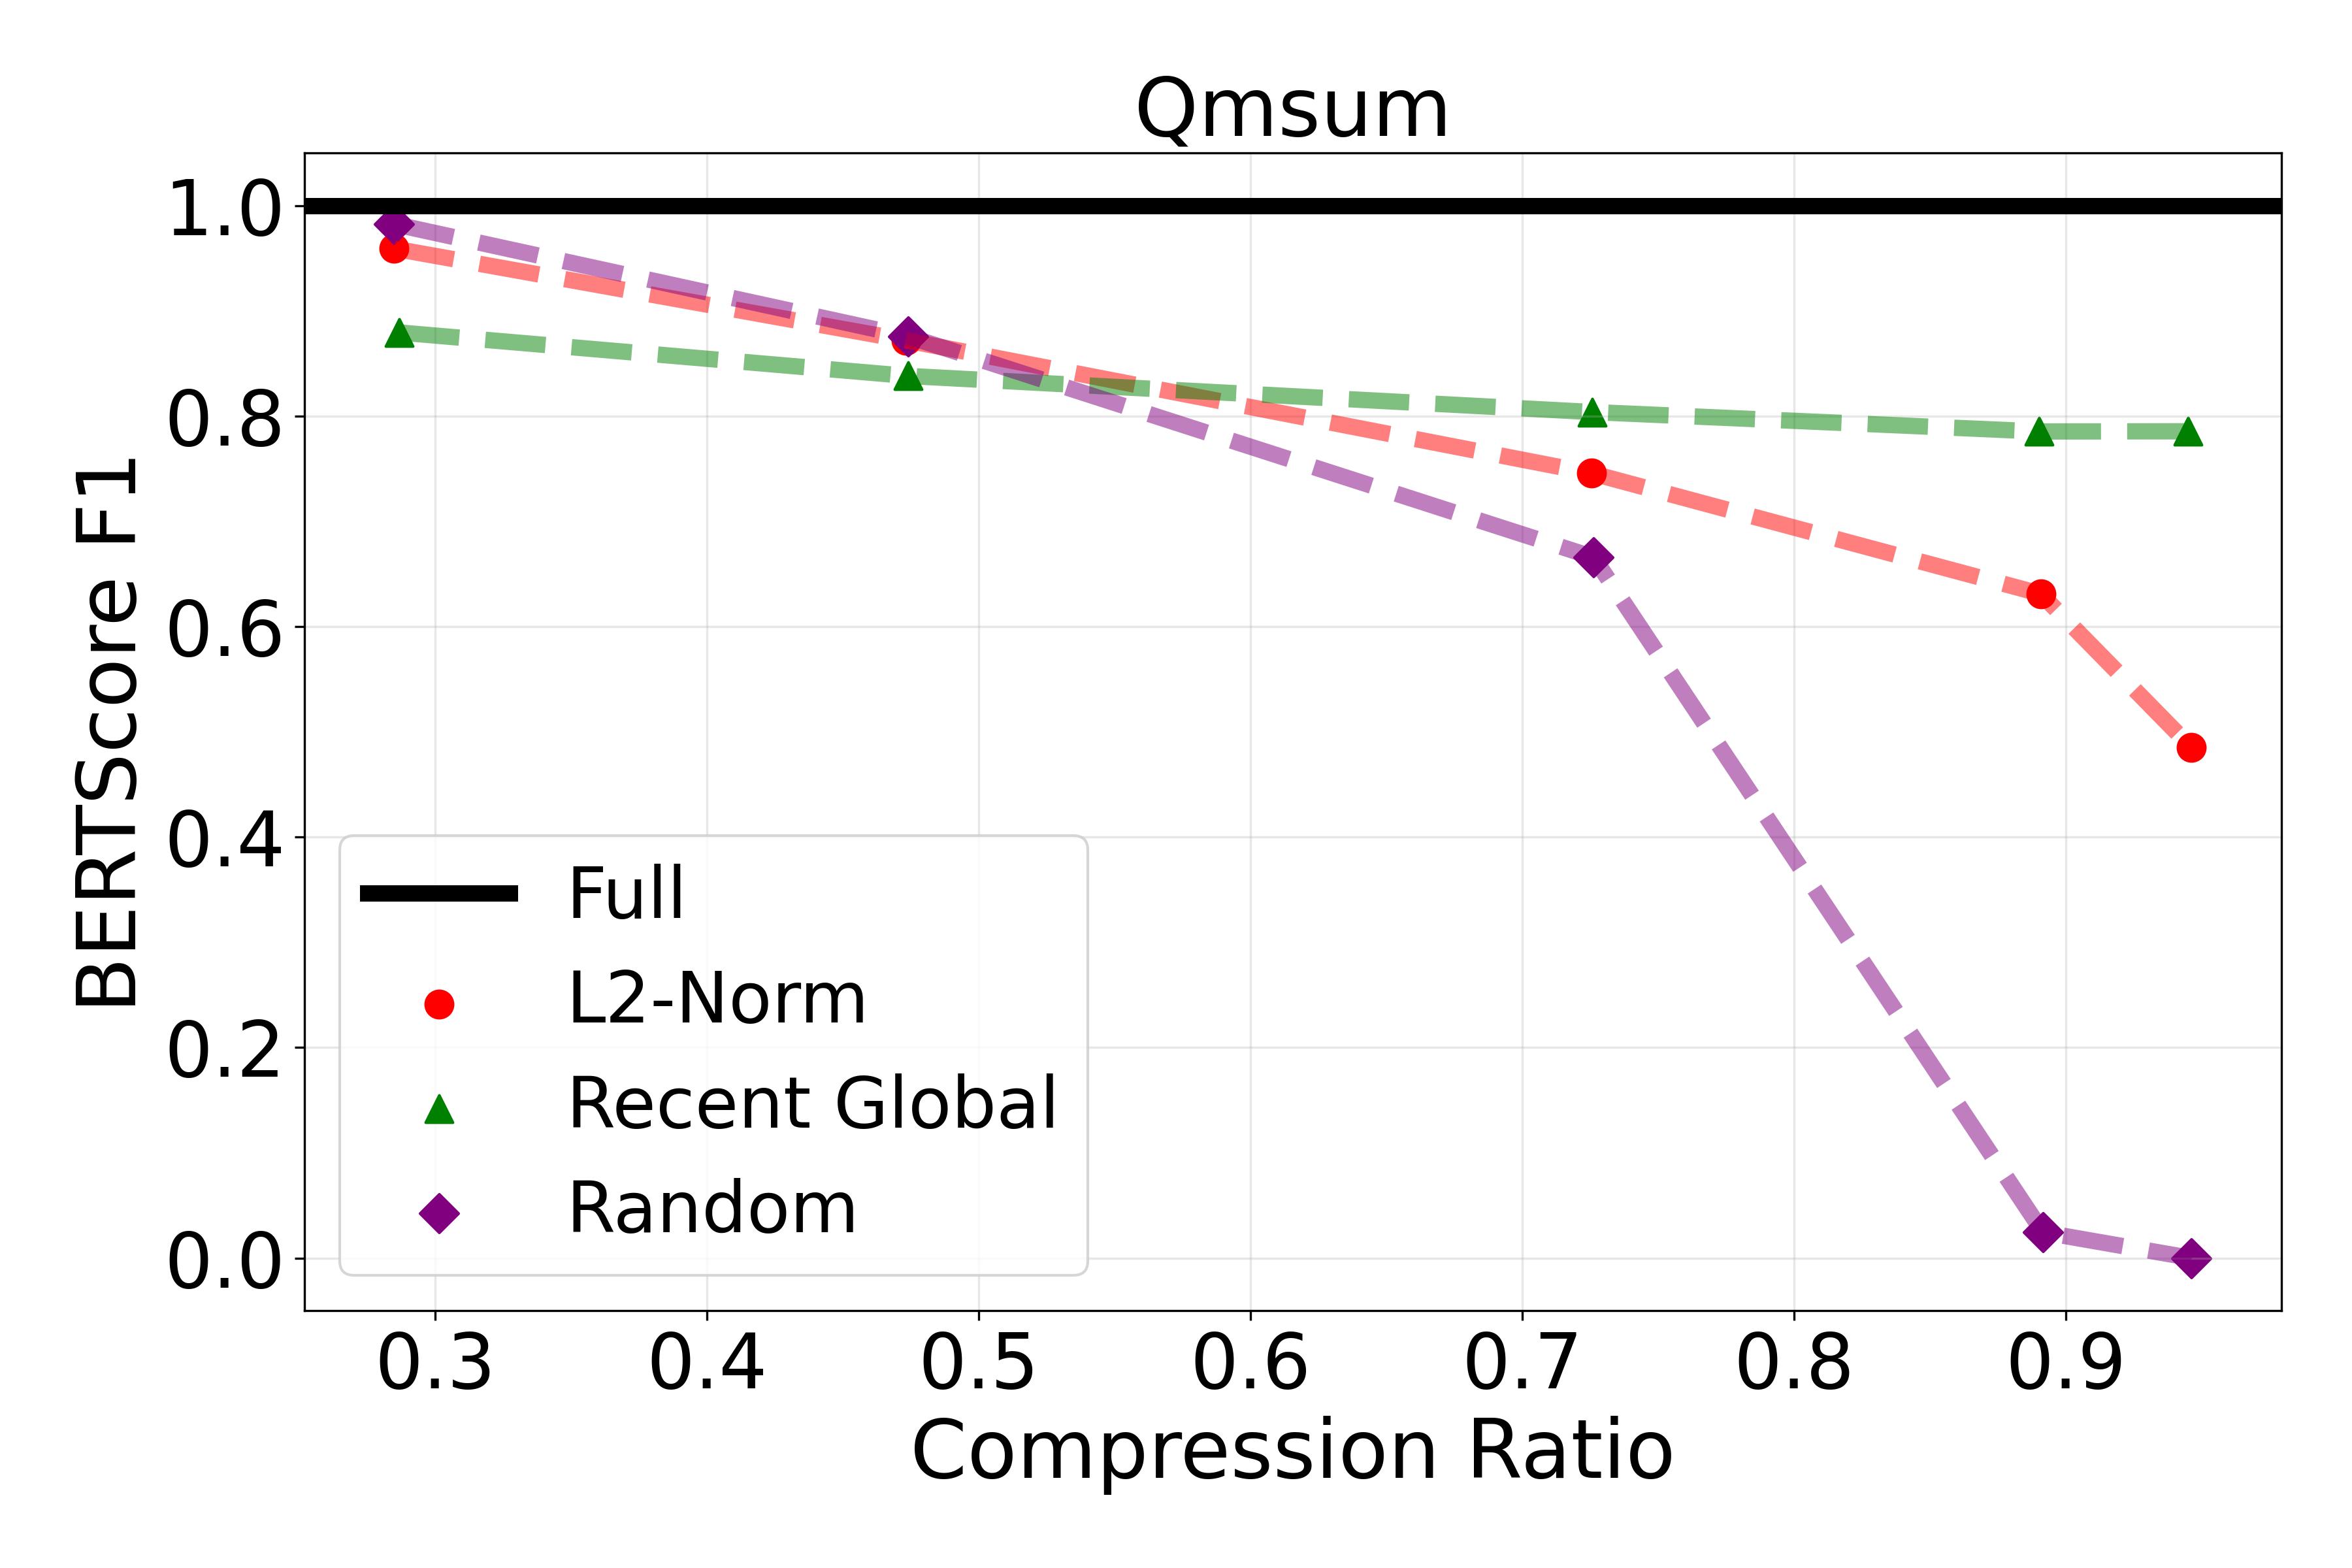 Qmsum
BERTScore F1
1.0
0.8
0.6
0.4
0.2
0.0
Full
L2-Norm
Recent Global
Random
0.3 0.4 0.5 0.6 0.7 0.8 0.9
Compression Ratio